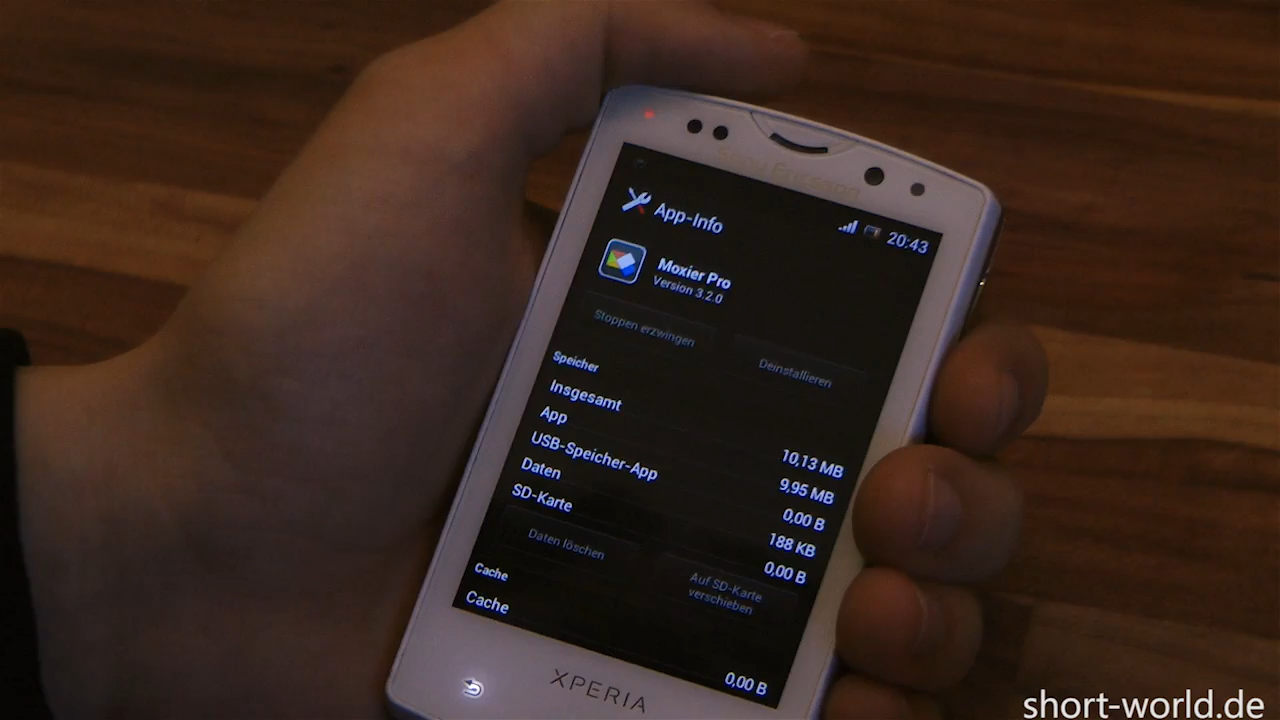 Sony Ericsson
20:43
App-Info
Moxier Pro
Version 3.2.0
Stoppen erzwingen
Deinstallieren
Speicher
Insgesamt 10,13 MB
App 9,95 MB
USB-Speicher-App 0,00 B
Daten 188 KB
SD-Karte 0,00 B
Daten löschen
Auf SD-Karte
verschieben
Cache
Cache 0,00 B
XPERIA
short-world.de